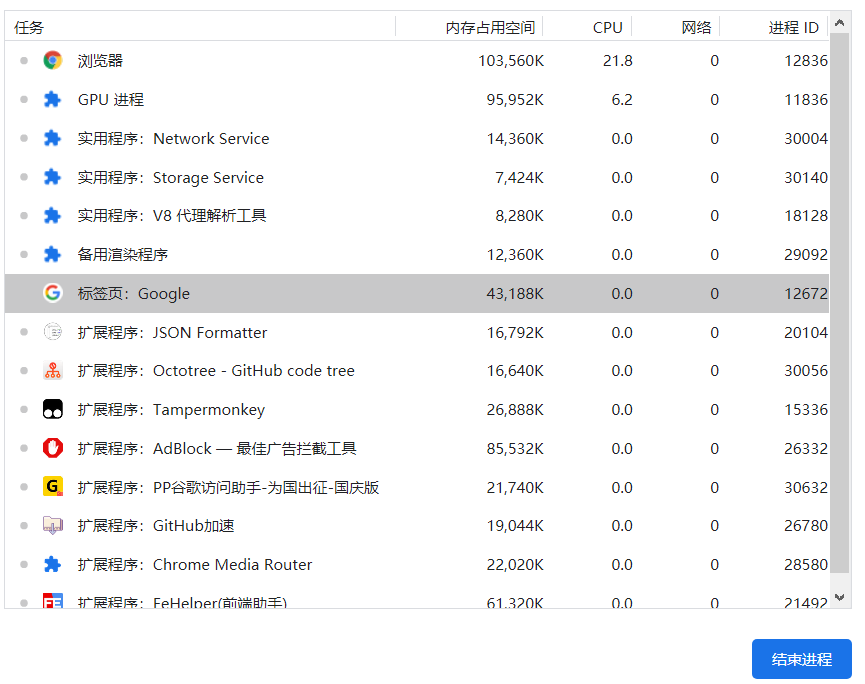 任务 内存占用空间 CPU 网络 进程 ID
浏览器 103,560K 21.8 0 12836
GPU 进程 95,952K 6.2 0 11836
实用程序：Network Service 14,360K 0.0 0 30004
实用程序：Storage Service 7,424K 0.0 0 30140
实用程序：V8 代理解析工具 8,280K 0.0 0 18128
备用渲染程序 12,360K 0.0 0 29092
标签页：Google 43,188K 0.0 0 12672
扩展程序：JSON Formatter 16,792K 0.0 0 20104
扩展程序：Octotree - GitHub code tree 16,640K 0.0 0 30056
扩展程序：Tampermonkey 26,888K 0.0 0 15336
扩展程序：AdBlock — 最佳广告拦截工具 85,532K 0.0 0 26332
扩展程序：PP谷歌访问助手-为国出征-国庆版 21,740K 0.0 0 30632
扩展程序：GitHub加速 19,044K 0.0 0 26780
扩展程序：Chrome Media Router 22,020K 0.0 0 28580
扩展程序：FeHelper(前端助手) 61,320K 0.0 0 21492
结束进程